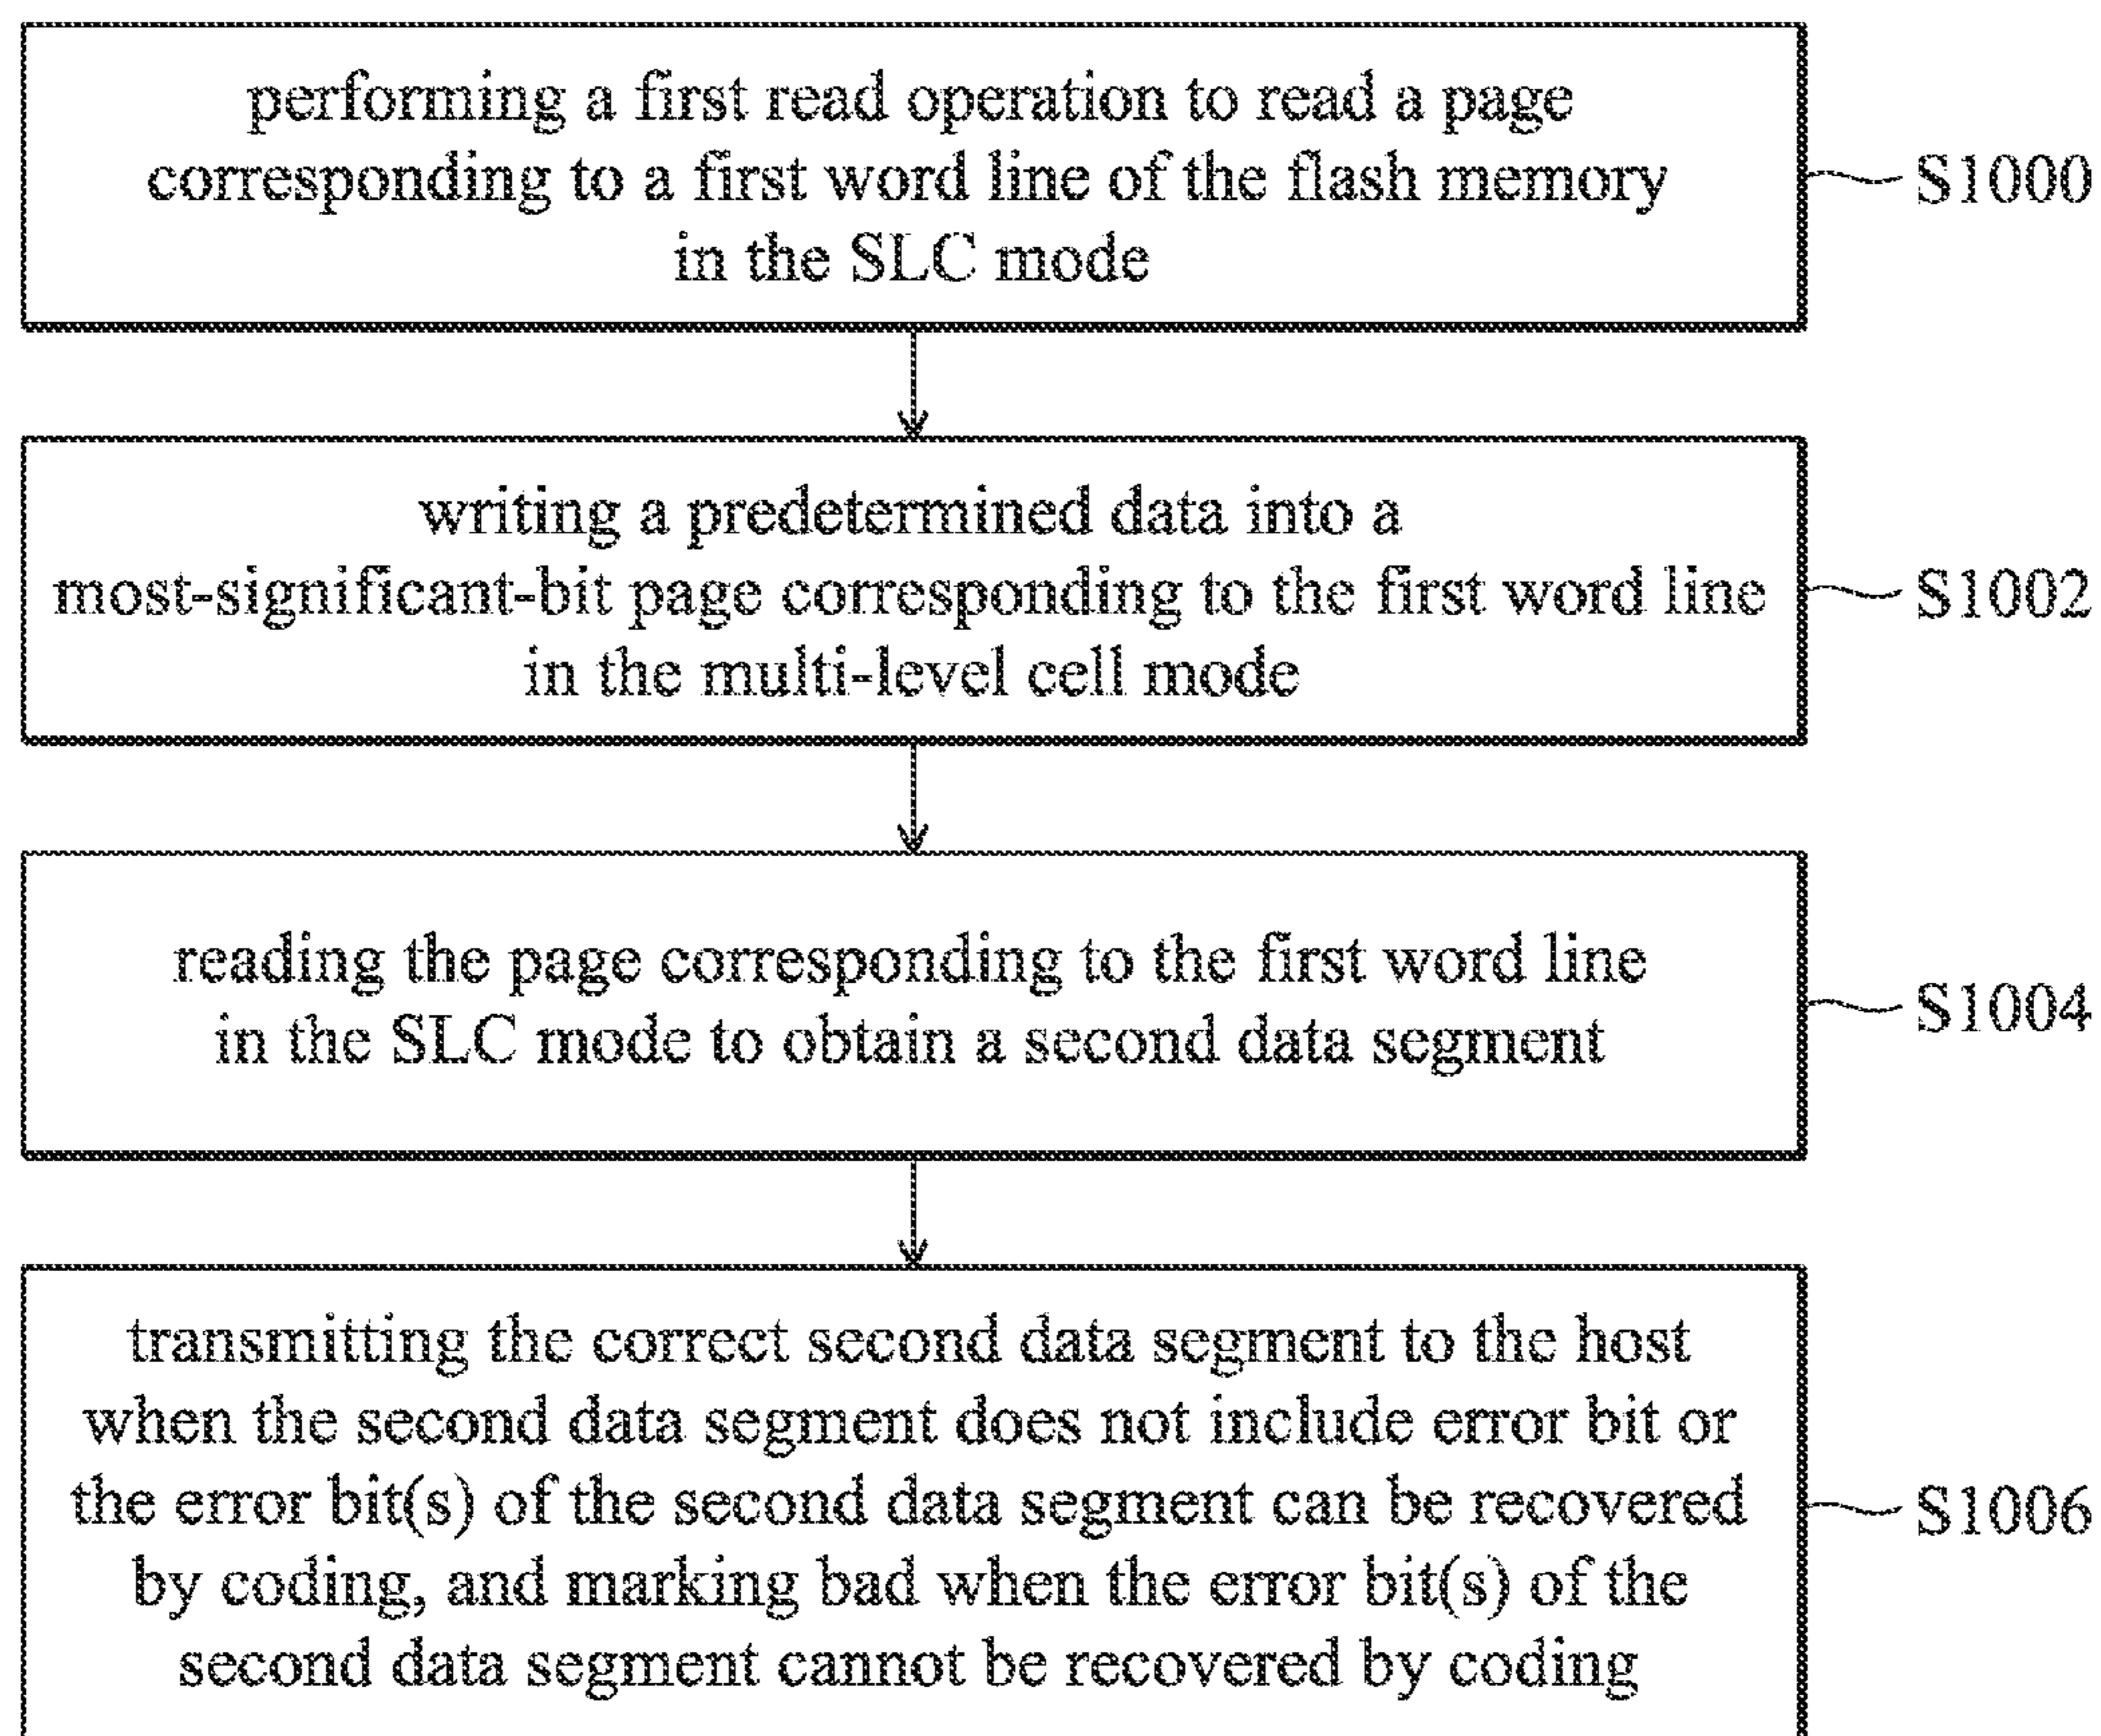 performing a first read operation to read a page
corresponding to a first word line of the flash memory
in the SLC mode
S1000
writing a predetermined data into a
most-significant-bit page corresponding to the first word line
in the multi-level cell mode
S1002
reading the page corresponding to the first word line
in the SLC mode to obtain a second data segment
S1004
transmitting the correct second data segment to the host
when the second data segment does not include error bit or
the error bit(s) of the second data segment can be recovered
by coding, and marking bad when the error bit(s) of the
second data segment cannot be recovered by coding
S1006